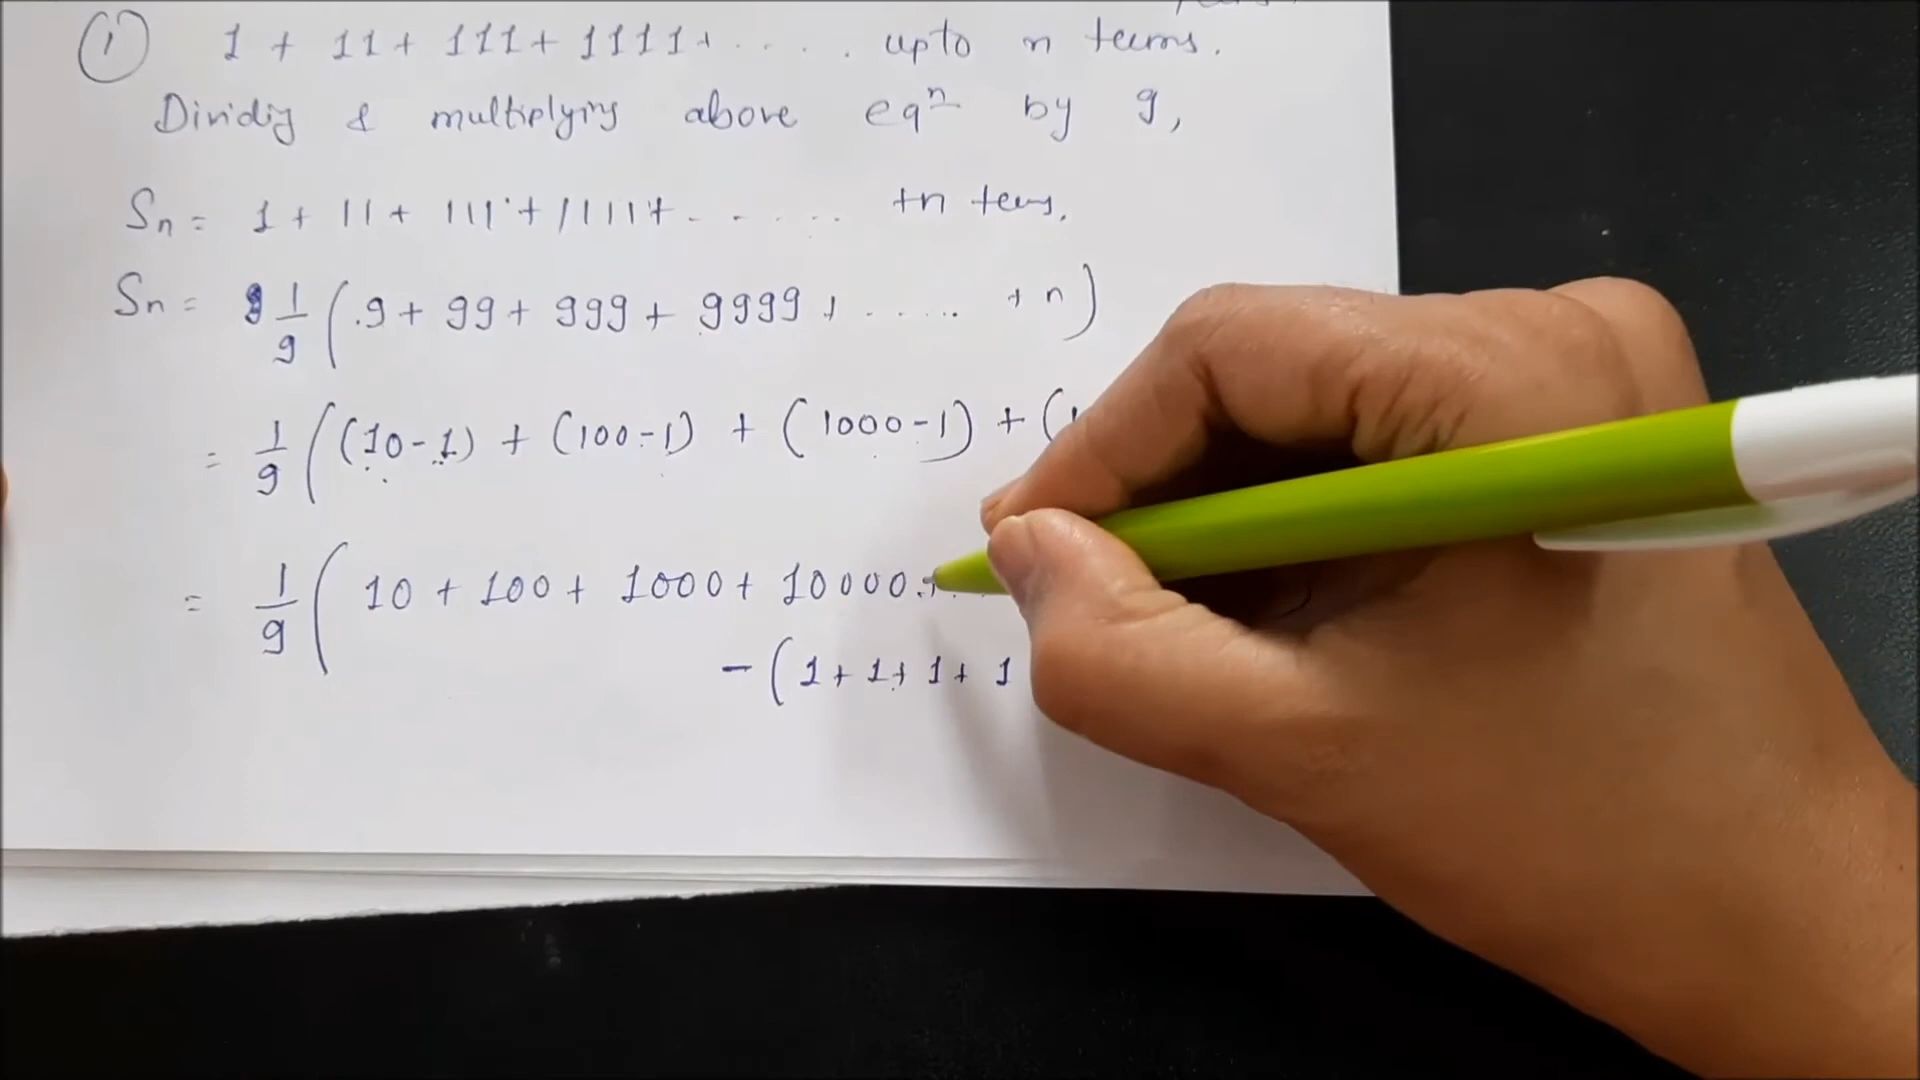 ① 1 + 11 + 111 + 1111 + . . . . upto n terms.
Dividig & multiplying above eqⁿ by 9,
Sn = 1 + 11 + 111 + 1111 + . . . . . . +n tems.
Sn = 1/9 (9 + 99 + 999 + 9999 + . . . . . + n)
= 1/9 ((10-1) + (100-1) + (1000-1) + (1
= 1/9 ( 10 + 100 + 1000 + 10000 +
- (1 + 1 + 1 + 1